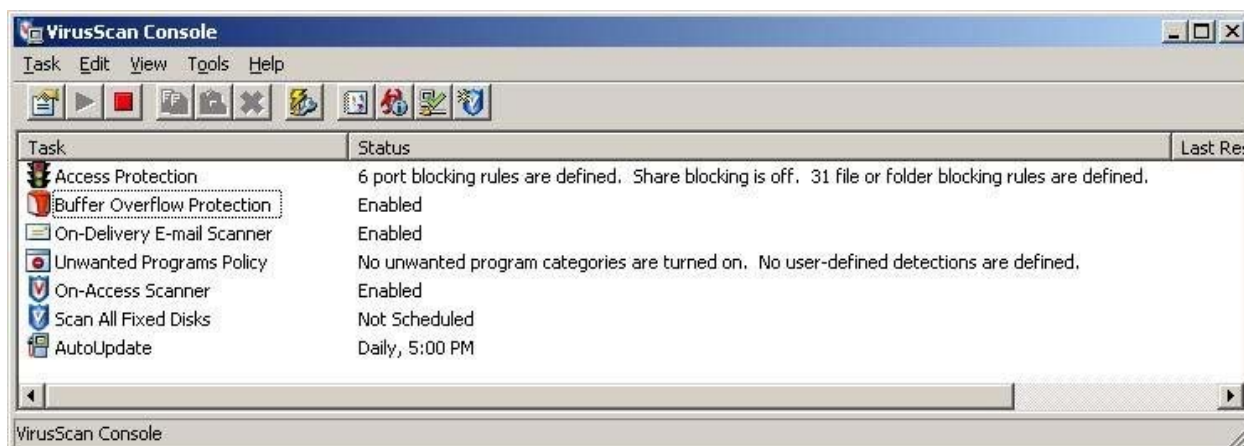 VirusScan Console
Task Edit View Tools Help
Task Status Last Res
Access Protection 6 port blocking rules are defined. Share blocking is off. 31 file or folder blocking rules are defined.
Buffer Overflow Protection Enabled
On-Delivery E-mail Scanner Enabled
Unwanted Programs Policy No unwanted program categories are turned on. No user-defined detections are defined.
On-Access Scanner Enabled
Scan All Fixed Disks Not Scheduled
AutoUpdate Daily, 5:00 PM
VirusScan Console